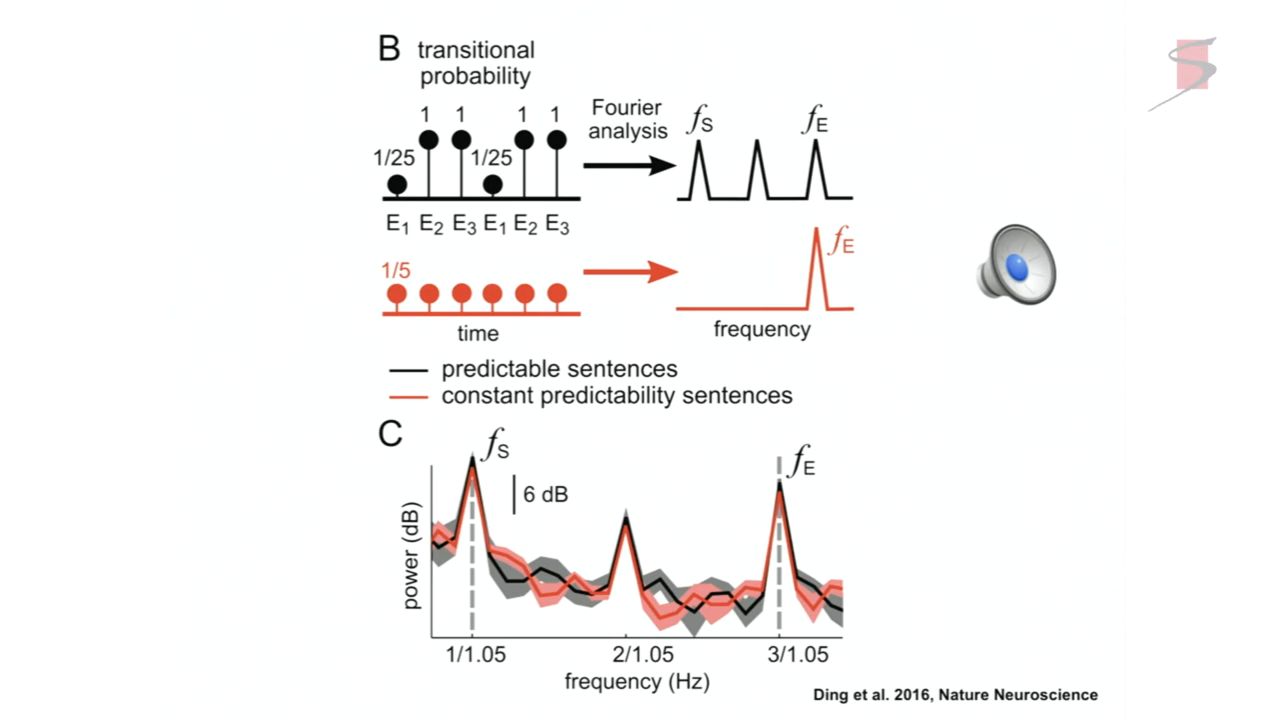 B transitional
probability
1 1 1 1
1/25 1/25
E1 E2 E3 E1 E2 E3
Fourier
analysis
fS fE
1/5
fE
time
frequency
predictable sentences
constant predictability sentences
C
fS
6 dB
fE
power (dB)
1/1.05 2/1.05 3/1.05
frequency (Hz)
Ding et al. 2016, Nature Neuroscience